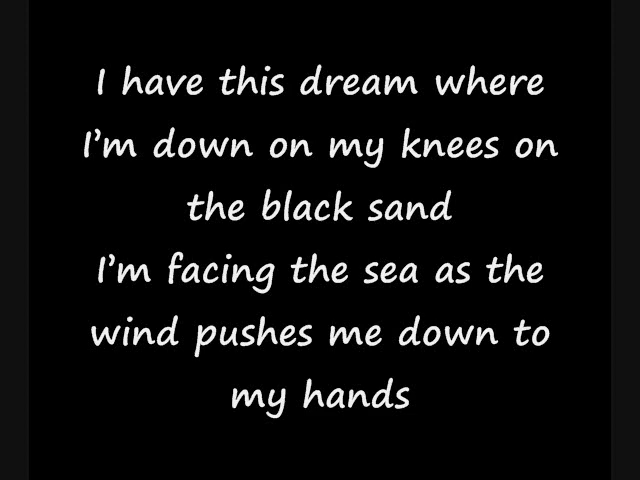 I have this dream where
I'm down on my knees on
the black sand
I'm facing the sea as the
wind pushes me down to
my hands